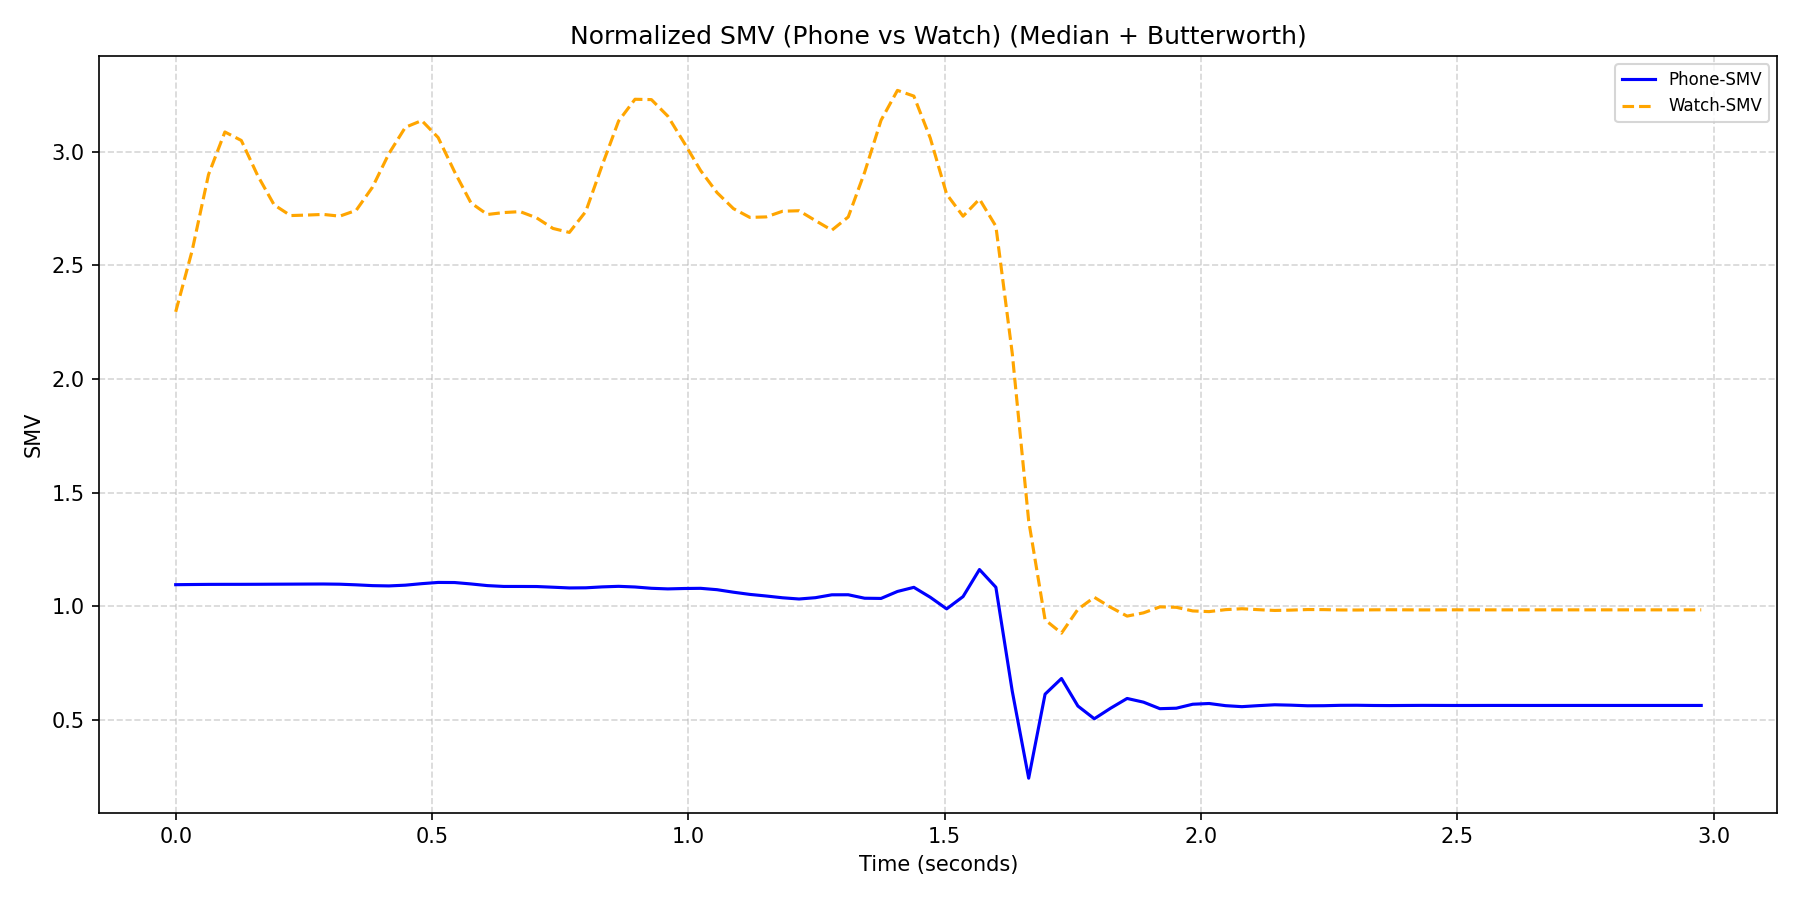 Normalized SMV (Phone vs Watch) (Median + Butterworth)
Phone-SMV
Watch-SMV
SMV
3.0
2.5
2.0
1.5
1.0
0.5
0.0 0.5 1.0 1.5 2.0 2.5 3.0
Time (seconds)